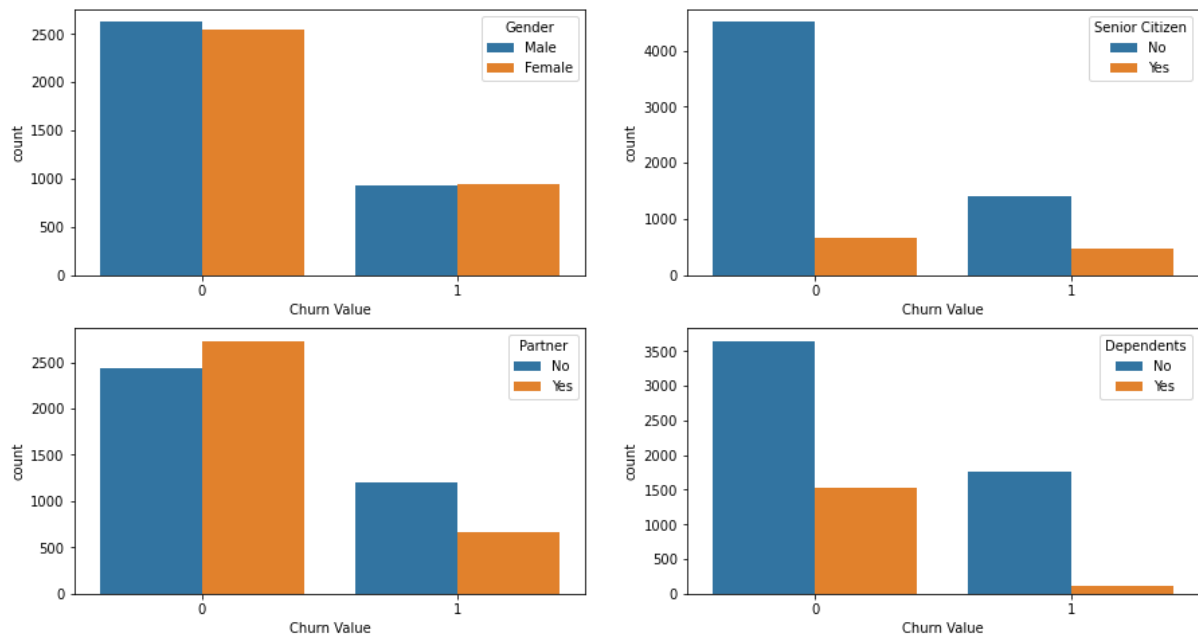 Gender
Male
Female
count
2500
2000
1500
1000
500
0
0
1
Churn Value
Senior Citizen
No
Yes
count
4000
3000
2000
1000
0
0
1
Churn Value
Partner
No
Yes
count
2500
2000
1500
1000
500
0
0
1
Churn Value
Dependents
No
Yes
count
3500
3000
2500
2000
1500
1000
500
0
0
1
Churn Value